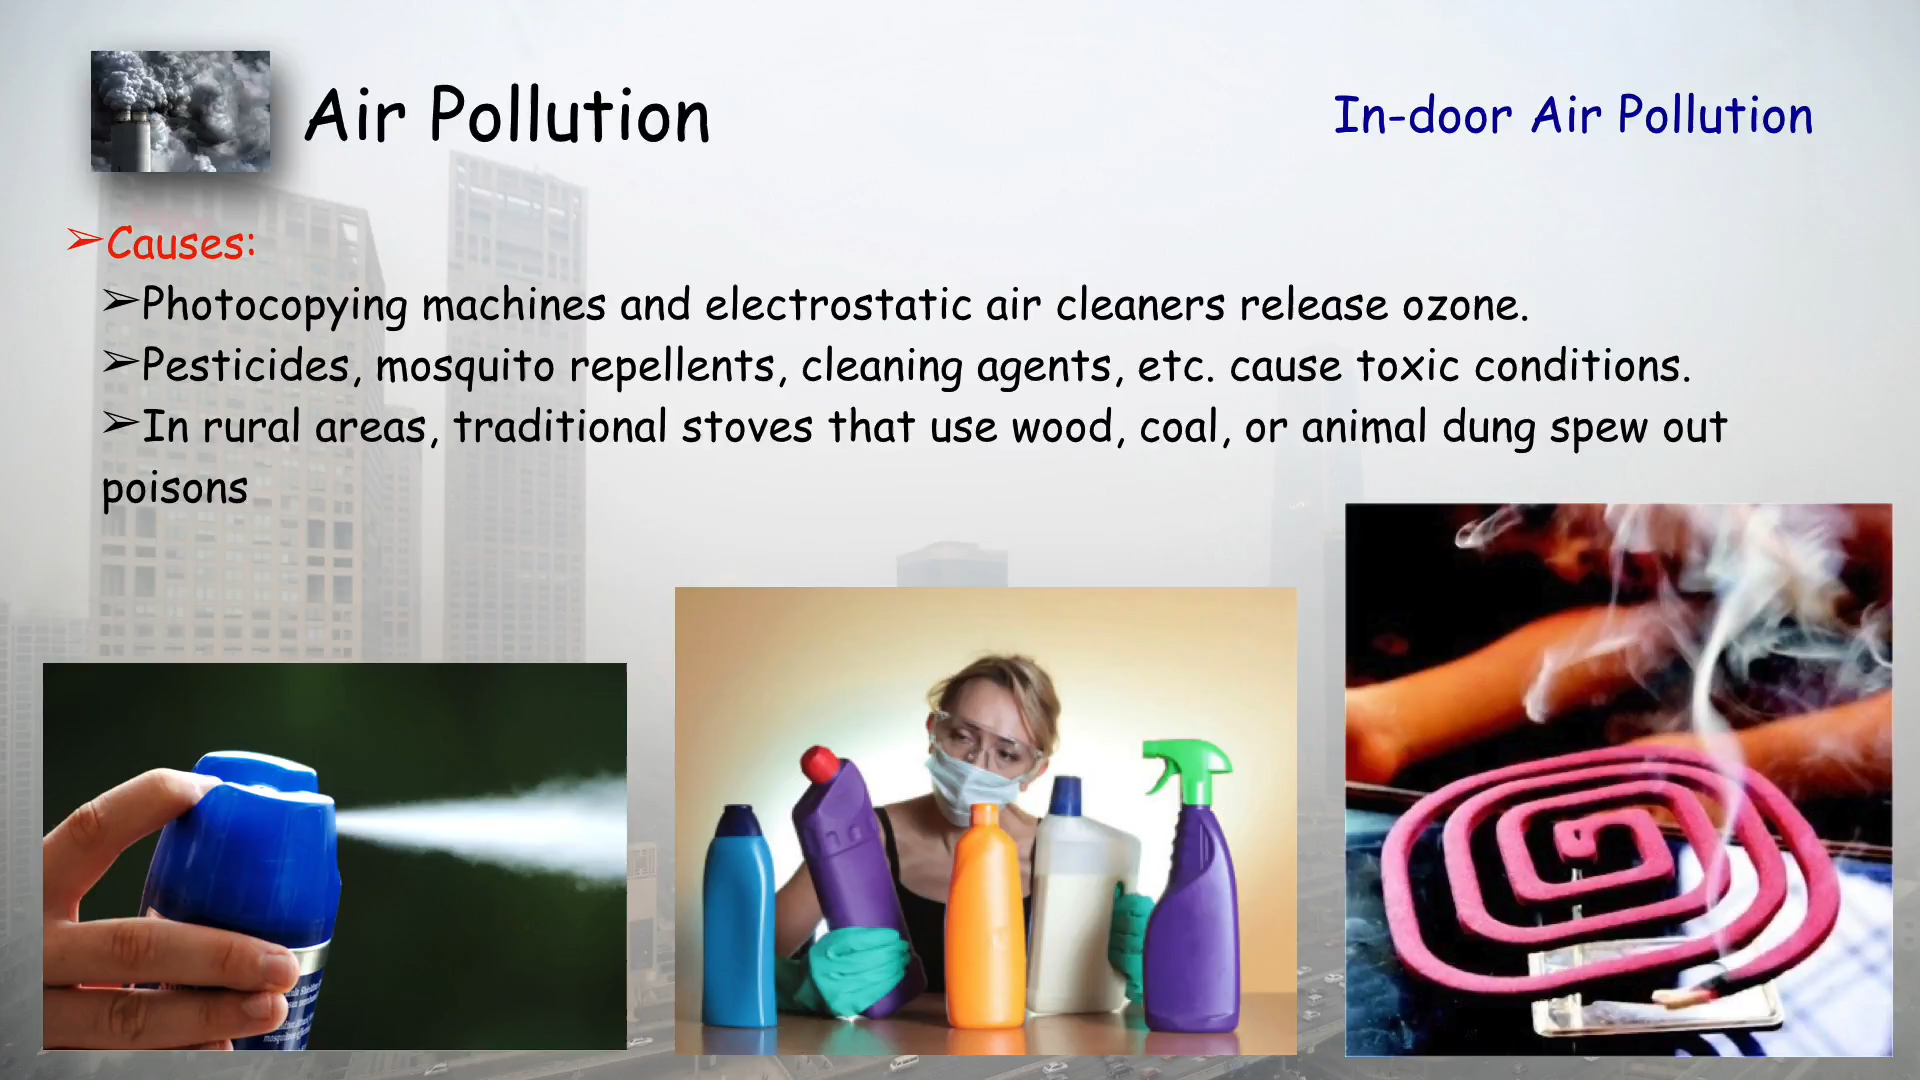 Air Pollution
In-door Air Pollution
➢Causes:
➢Photocopying machines and electrostatic air cleaners release ozone.
➢Pesticides, mosquito repellents, cleaning agents, etc. cause toxic conditions.
➢In rural areas, traditional stoves that use wood, coal, or animal dung spew out
poisons